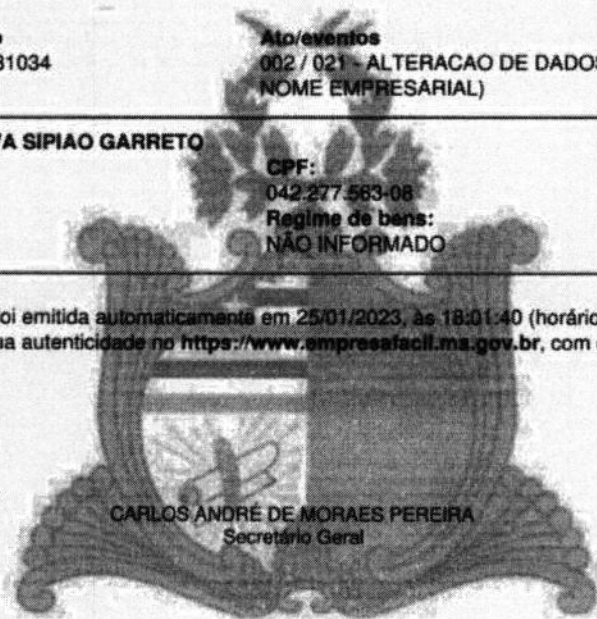 Ato/eventos
31034
002 / 021 - ALTERACAO DE DADOS
NOME EMPRESARIAL)
VA SIPIAO GARRETO
CPF:
042.277.563-08
Regime de bens:
NÃO INFORMADO
foi emitida automaticamente em 25/01/2023, às 18:01:40 (horário
ua autenticidade no https://www.empresafacil.ma.gov.br, com
CARLOS ANDRÉ DE MORAES PEREIRA
Secretário Geral